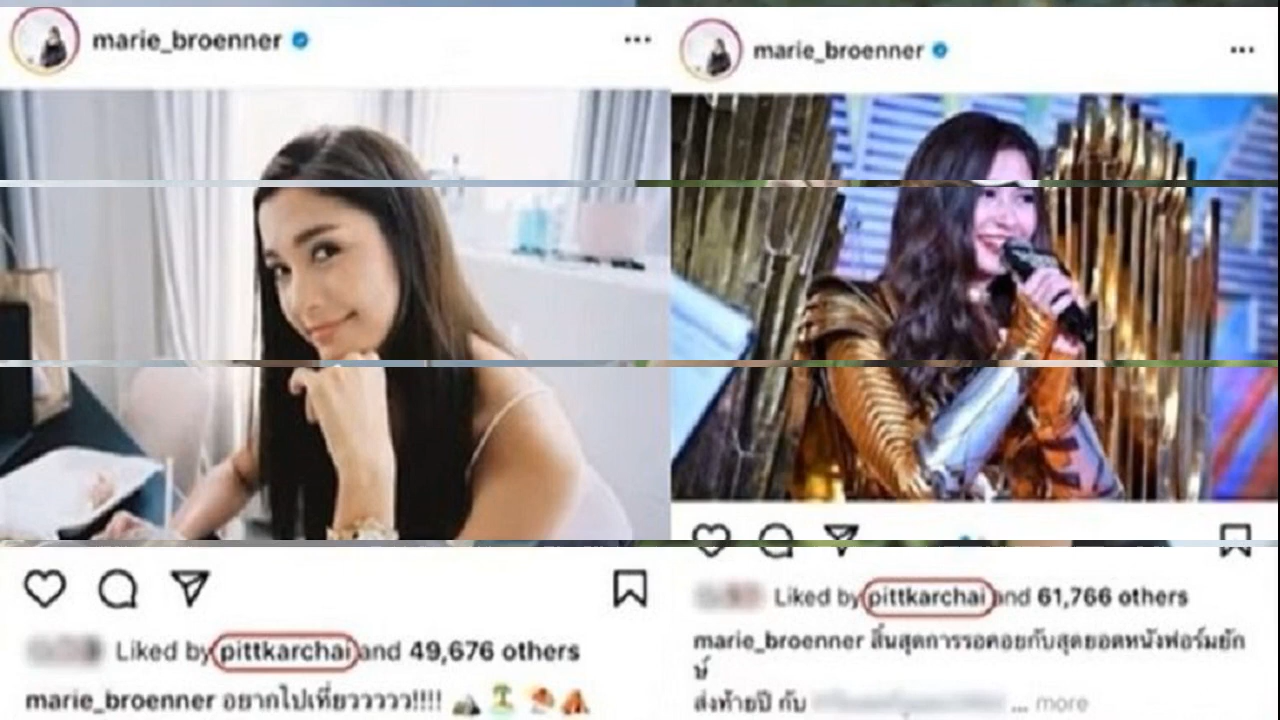 marie_broenner
Liked by pittkarchai and 49,676 others
marie_broenner อยากไปเที่ยววววว!!!!
marie_broenner
Liked by pittkarchai and 61,766 others
marie_broenner สิ้นสุดการรอคอยกับสุดยอดหนังฟอร์มยัก
ษ์
ส่งท้ายปี กับ ... more